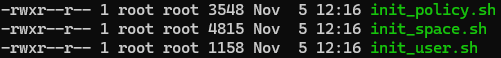 -rwxr--r-- 1 root root 3548 Nov  5 12:16 init_policy.sh
-rwxr--r-- 1 root root 4815 Nov  5 12:16 init_space.sh
-rwxr--r-- 1 root root 1158 Nov  5 12:16 init_user.sh